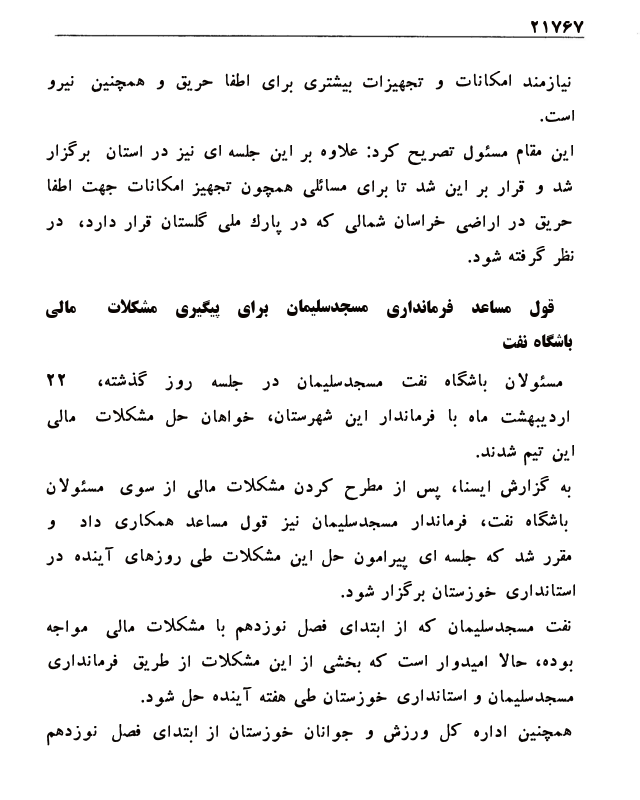 ۲۱۷۶۷
نیازمند امکانات و تجهیزات بیشتری برای اطفا حریق و همچنین نیرو
است.
این مقام مسئول تصریح کرد: علاوه بر این جلسه ای نیز در استان برگزار
شد و قرار بر این شد تا برای مسائلی همچون تجهیز امکانات جهت اطفا
حریق در اراضی خراسان شمالی که در پارك ملی گلستان قرار دارد، در
نظر گرفته شود.
قول مساعد فرمانداری مسجدسلیمان برای پیگیری مشکلات مالی
باشگاه نفت
مسئولان باشگاه نفت مسجدسلیمان در جلسه روز گذشته، ۲۲
اردیبهشت ماه با فرماندار این شهرستان، خواهان حل مشکلات مالی
این تیم شدند.
به گزارش ایسنا، پس از مطرح کردن مشکلات مالی از سوی مسئولان
باشگاه نفت، فرماندار مسجدسلیمان نیز قول مساعد همکاری داد و
مقرر شد که جلسه ای پیرامون حل این مشکلات طی روزهای آینده در
استانداری خوزستان برگزار شود.
نفت مسجدسلیمان که از ابتدای فصل نوزدهم با مشکلات مالی مواجه
بوده، حالا امیدوار است که بخشی از این مشکلات از طریق فرمانداری
مسجدسلیمان و استانداری خوزستان طی هفته آینده حل شود.
همچنین اداره کل ورزش و جوانان خوزستان از ابتدای فصل نوزدهم